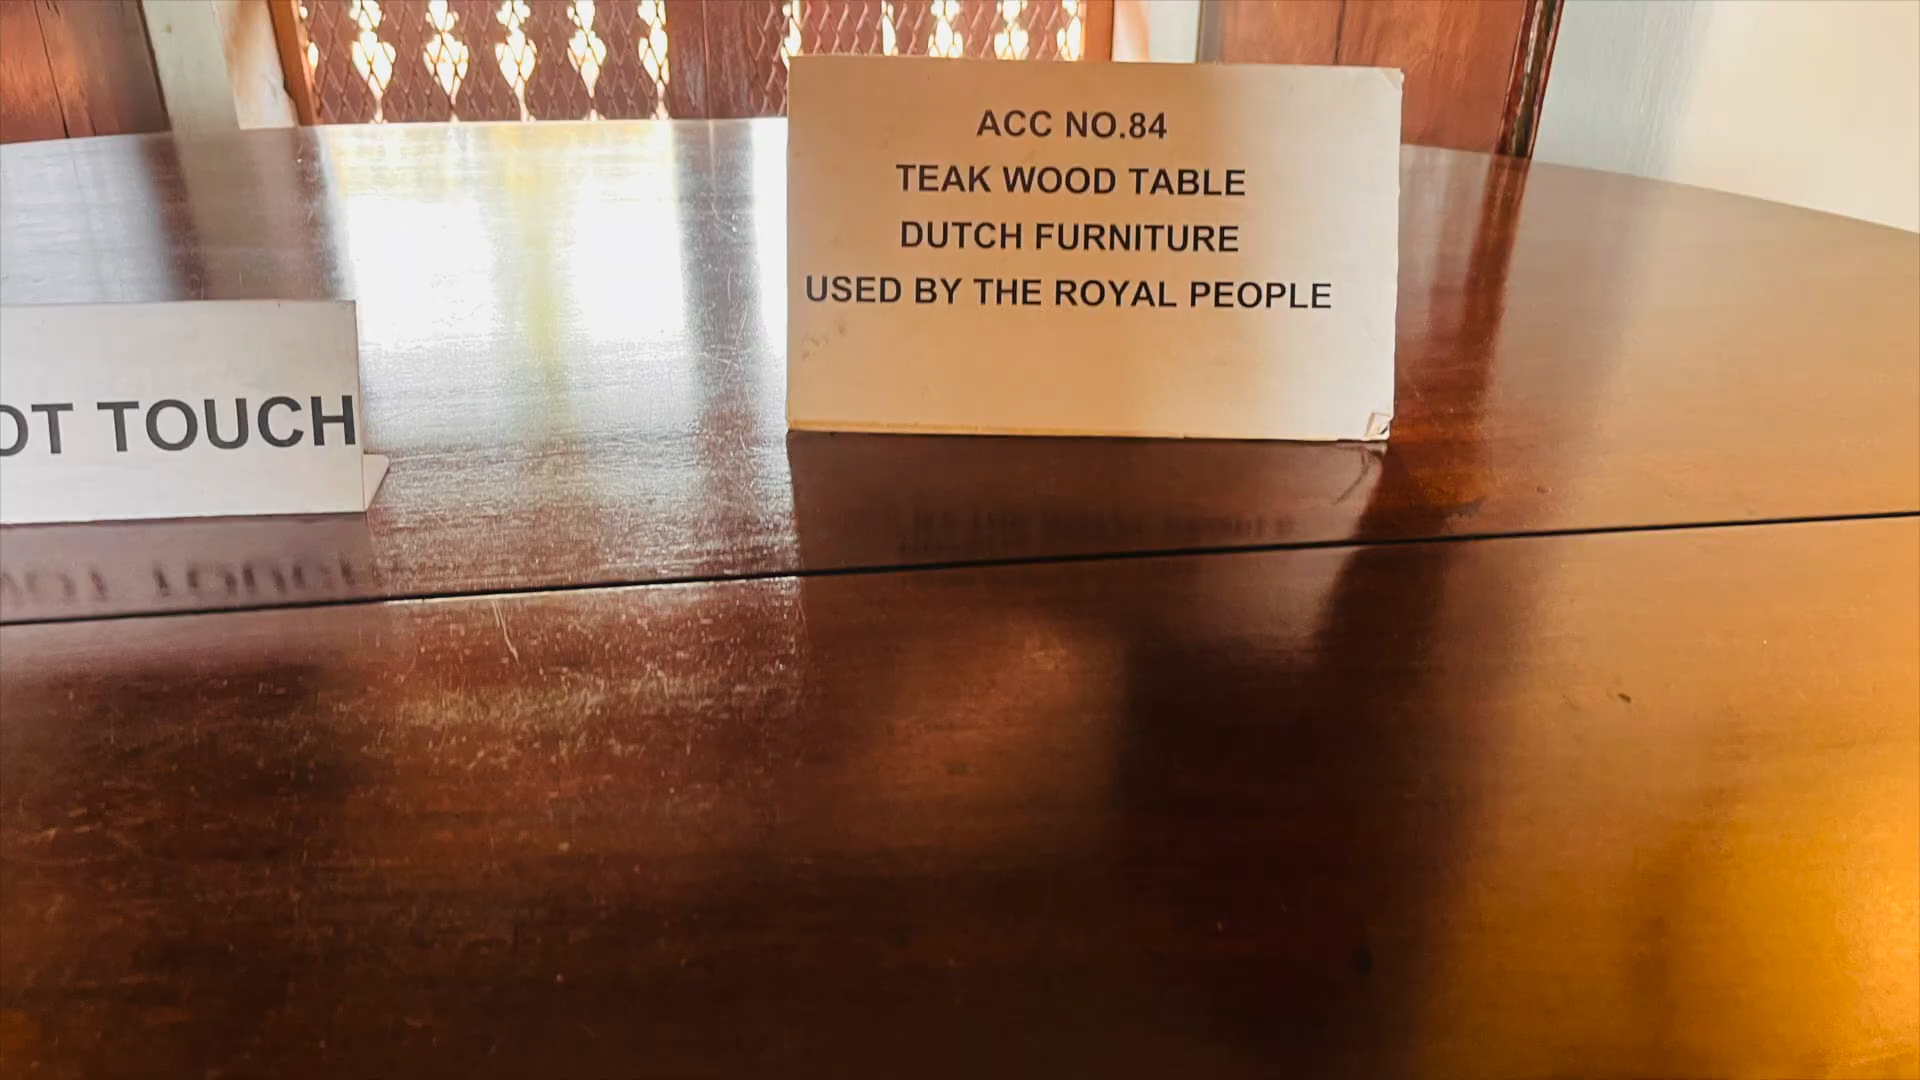 ACC NO.84
TEAK WOOD TABLE
DUTCH FURNITURE
USED BY THE ROYAL PEOPLE
OT TOUCH